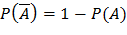 P(A̅) = 1 − P(A)